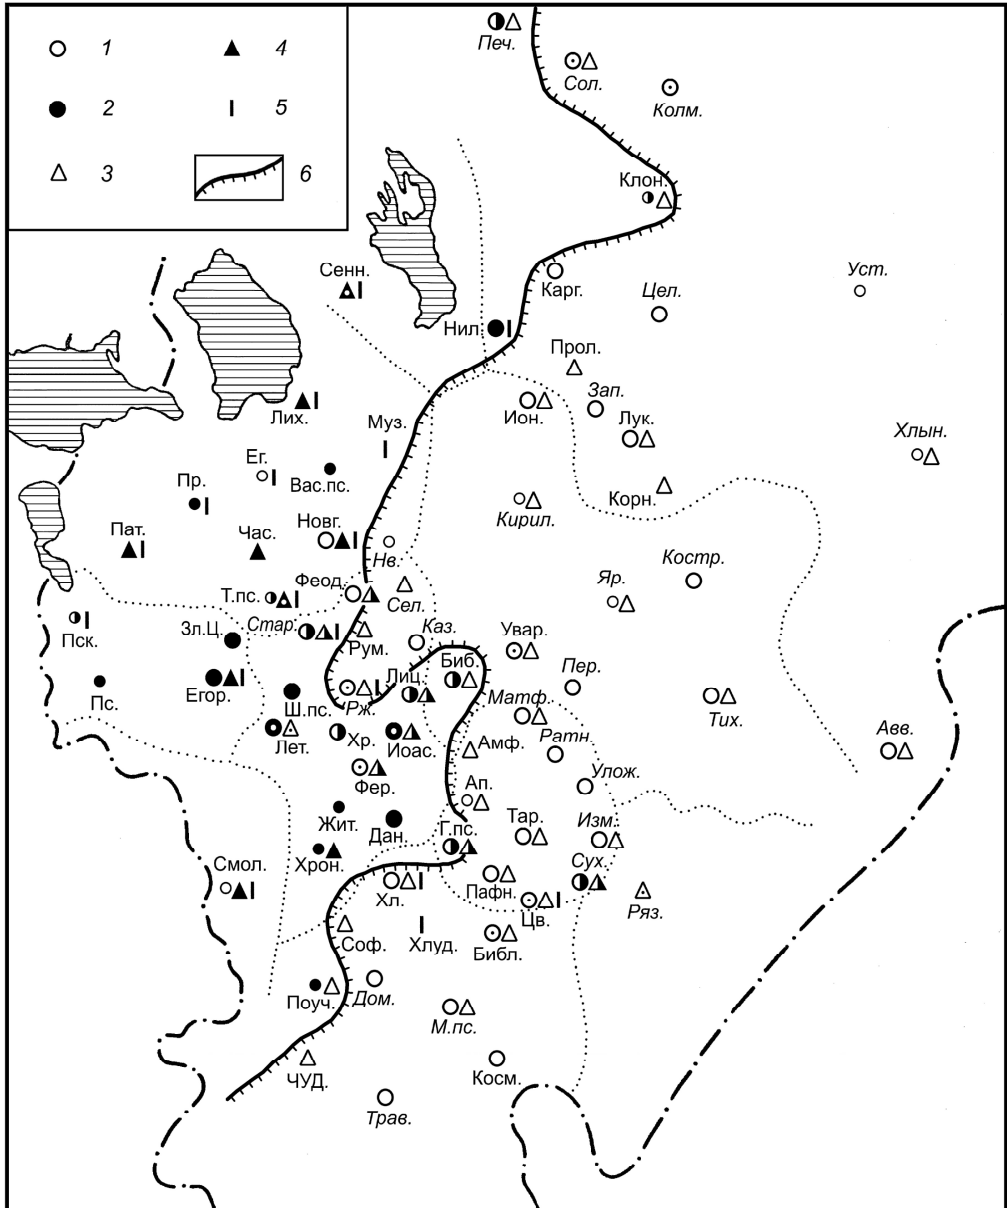 1 4
2 5
3 6
Печ.
Сол.
Колм.
Клон.
Сенн.
Карг.
Уст.
Цел.
Нил.
Прол.
Зап.
Лих.
Ион.
Лук.
Муз.
Хлын.
Ег.
Вас.пс.
Пр.
Корн.
Кирил.
Пат.
Час.
Новг.
Нв.
Костр.
Феод.
Яр.
Т.пс.
Сел.
Стар.
Пск.
Зл.Ц.
Рум.
Каз.
Увар.
Лиц.
Биб.
Пер.
Пс.
Егор.
Ш.пс.
Рж.
Матф.
Тих.
Лет.
Хр.
Иоас.
Амф.
Ратн.
Авв.
Фер.
Улож.
Ап.
Жит.
Дан.
Г.пс.
Тар.
Изм.
Хрон.
Сух.
Смол.
Хл.
Пафн.
Цв.
Ряз.
Соф.
Хлуд.
Библ.
Поуч.
Дом.
М.пс.
ЧУД.
Косм.
Трав.